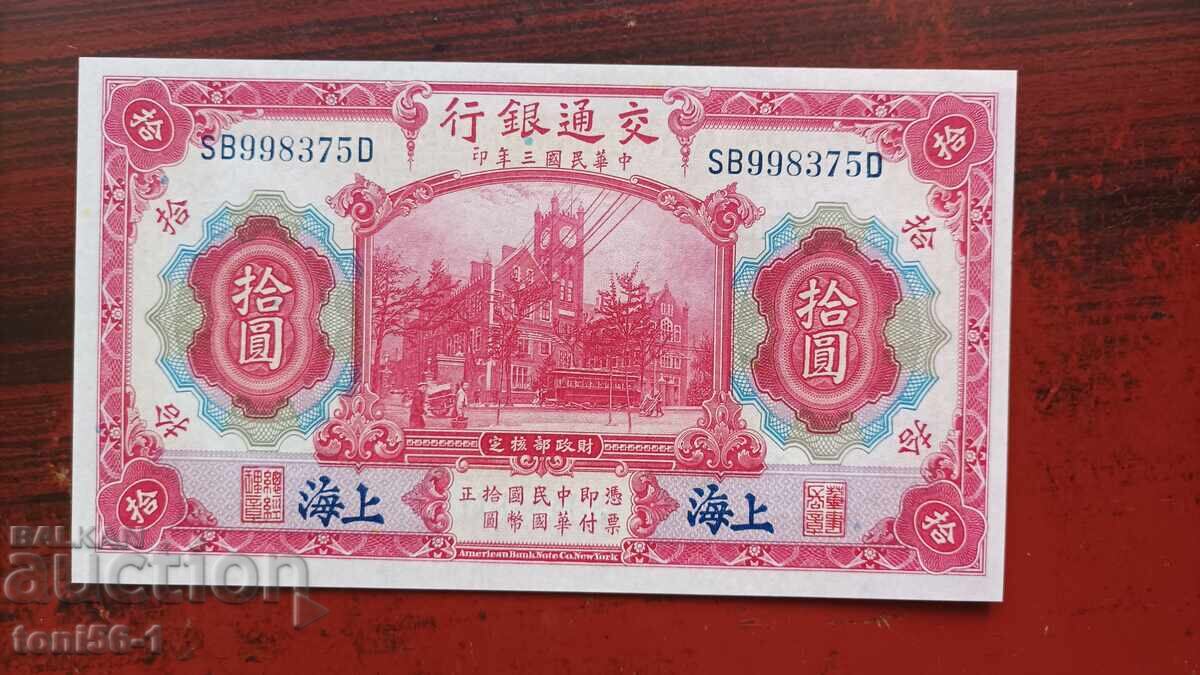 拾
拾
交通銀行
SB998375D
SB998375D
中華民國三年印
拾
拾
拾圓
拾圓
拾
拾
財政部核定
上海
上海
憑票即付中華民國國幣拾圓正
拾
拾
American Bank Note Co. New York
BALKAN
auction
toni56-1